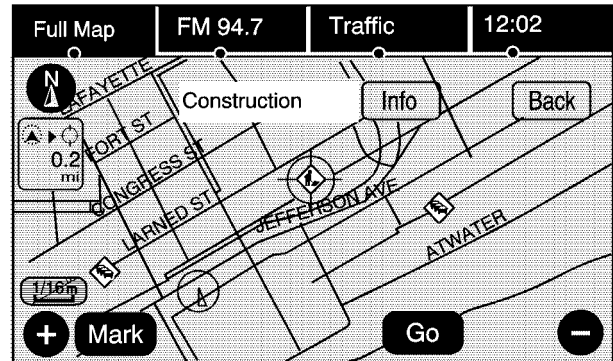 Full Map
FM 94.7
Traffic
12:02
N
LAFAYETTE
Construction
Info
Back
FORT ST
0.2
mi
CONGRESS ST
LARNED ST
JEFFERSON AVE
ATWATER
1/16m
+
Mark
Go
−